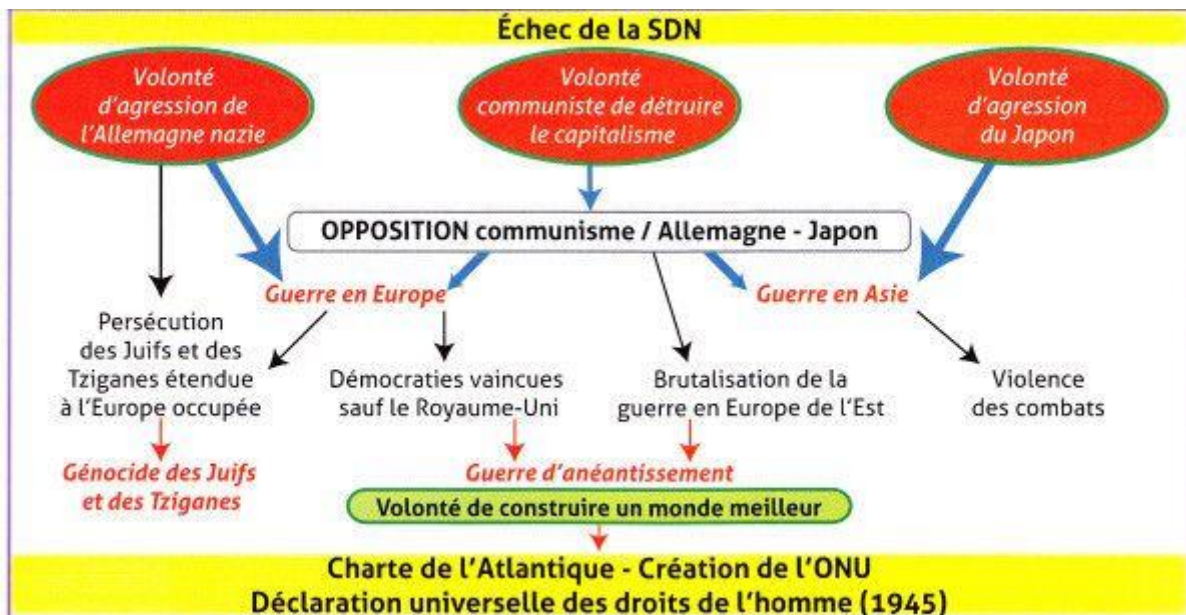 Échec de la SDN
Volonté
d'agression de
l'Allemagne nazie
Volonté
communiste de détruire
le capitalisme
Volonté
d'agression
du Japon
OPPOSITION communisme / Allemagne - Japon
Guerre en Europe
Guerre en Asie
Persécution
des Juifs et des
Tziganes étendue
à l'Europe occupée
Démocraties vaincues
sauf le Royaume-Uni
Brutalisation de la
guerre en Europe de l'Est
Violence
des combats
Génocide des Juifs
et des Tziganes
Guerre d'anéantissement
Volonté de construire un monde meilleur
Charte de l'Atlantique - Création de l'ONU
Déclaration universelle des droits de l'homme (1945)